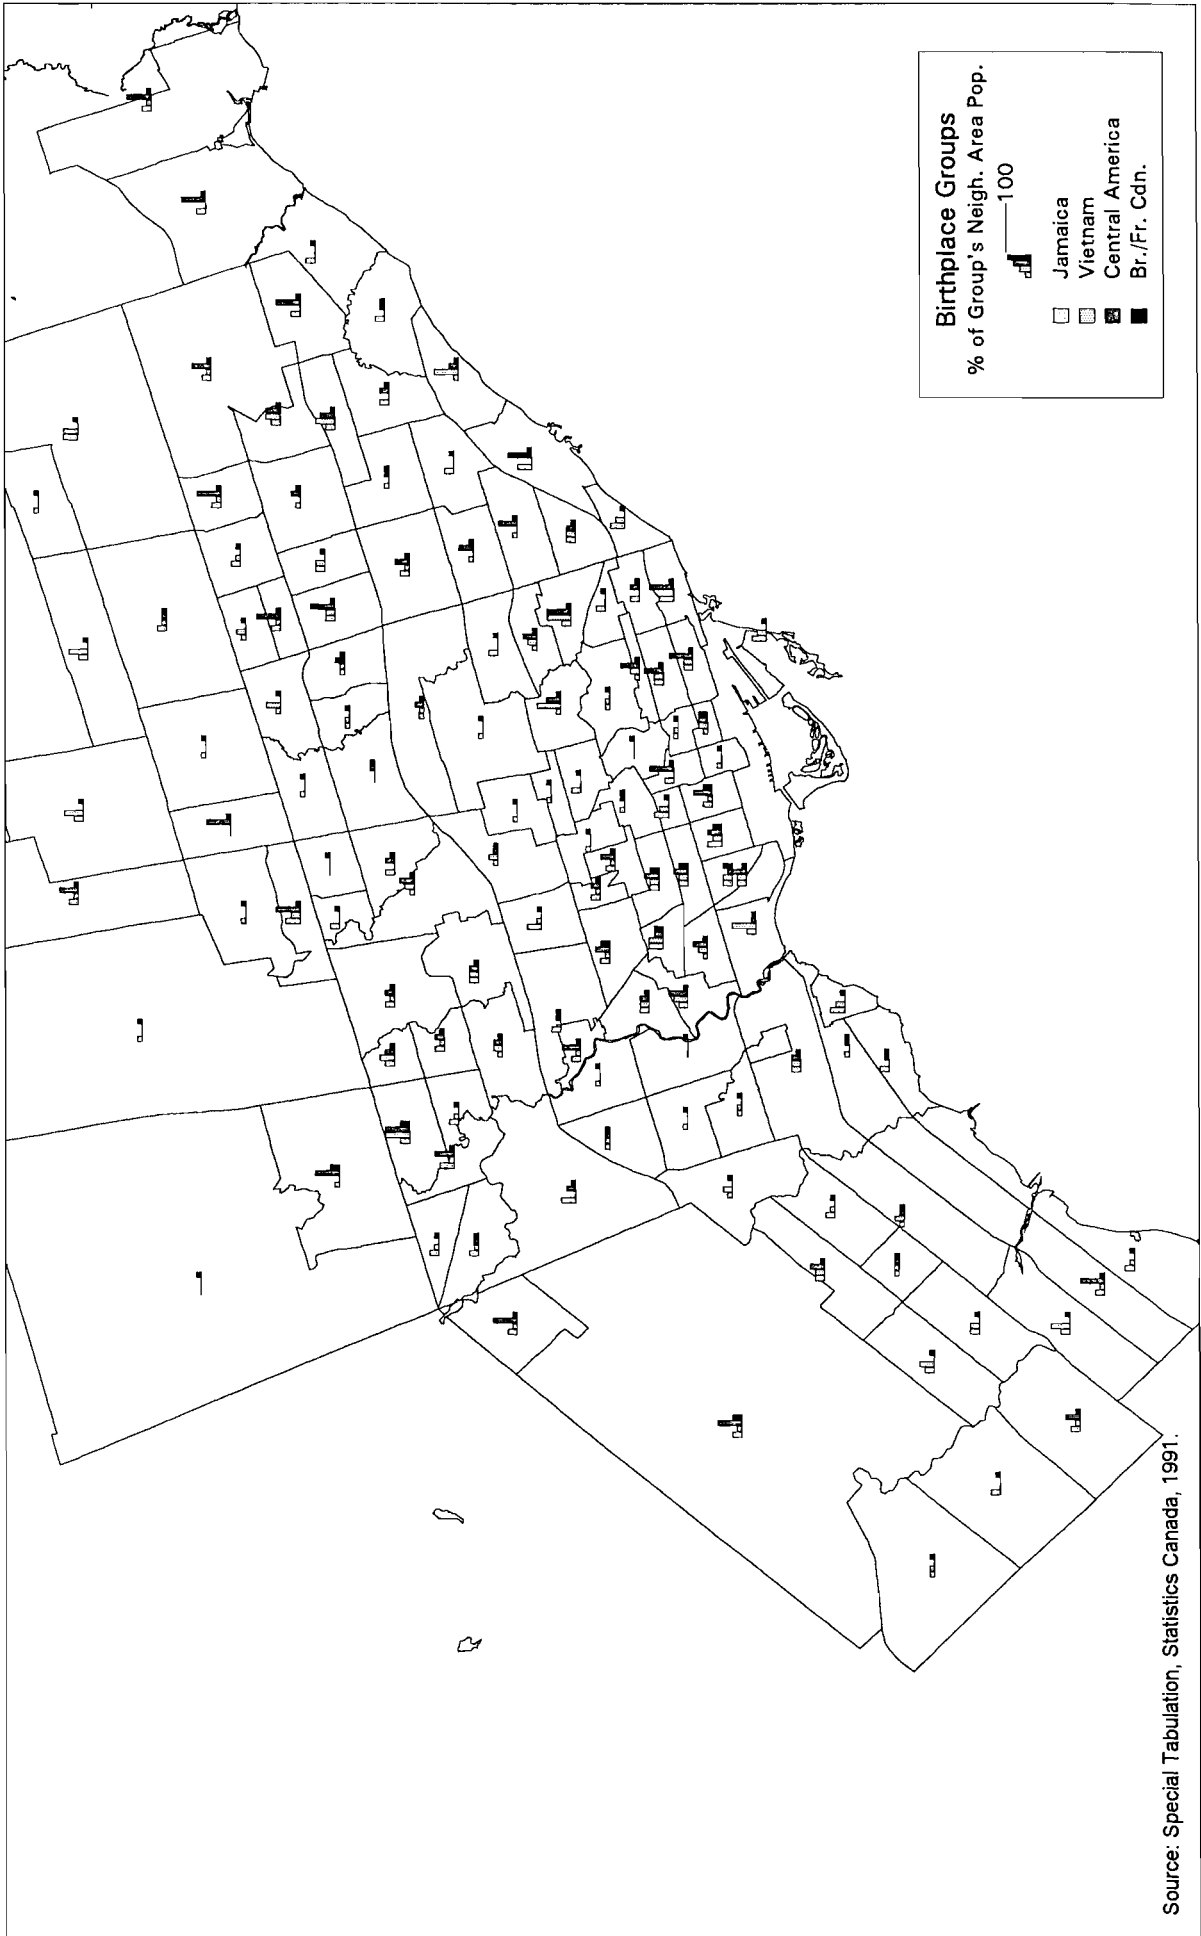 Birthplace Groups
% of Group's Neigh. Area Pop.
100
Jamaica
Vietnam
Central America
Br./Fr. Cdn.
Source: Special Tabulation, Statistics Canada, 1991.